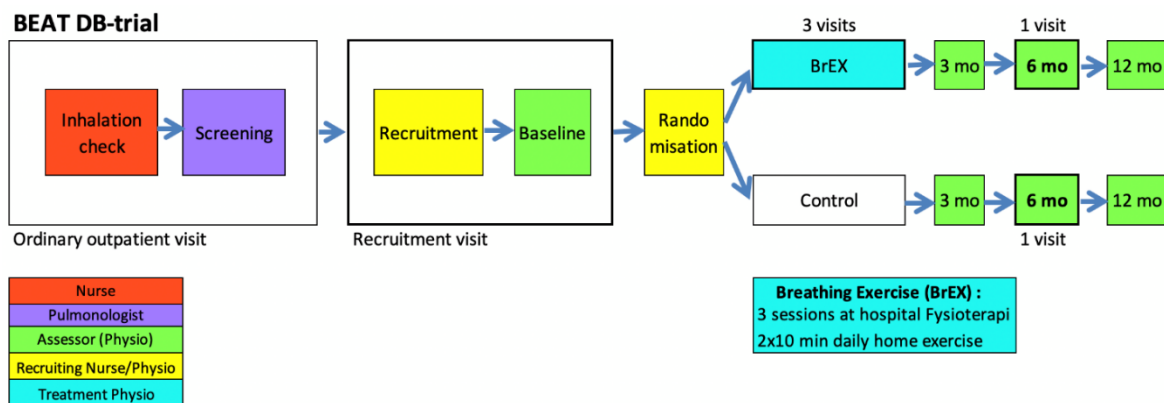 BEAT DB-trial
Inhalation
check
Screening
Ordinary outpatient visit
Recruitment
Baseline
Recruitment visit
Rando
misation
3 visits
BrEX
3 mo
1 visit
6 mo
12 mo
Control
3 mo
6 mo
1 visit
12 mo
Nurse
Pulmonologist
Assessor (Physio)
Recruiting Nurse/Physio
Treatment Physio
Breathing Exercise (BrEX) :
3 sessions at hospital Fysioterapi
2x10 min daily home exercise